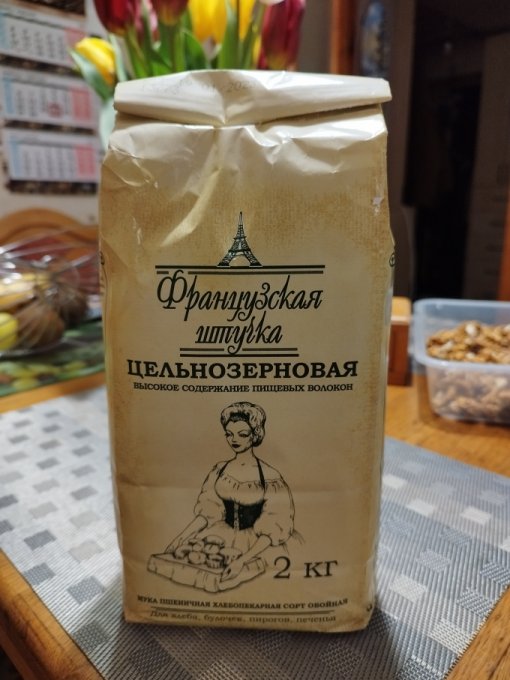 Французская
штучка
ЦЕЛЬНОЗЕРНОВАЯ
ВЫСОКОЕ СОДЕРЖАНИЕ ПИЩЕВЫХ ВОЛОКОН
2 КГ
МУКА ПШЕНИЧНАЯ ХЛЕБОПЕКАРНАЯ СОРТ ОБОЙНАЯ
Для хлеба, булочек, пирогов, печенья